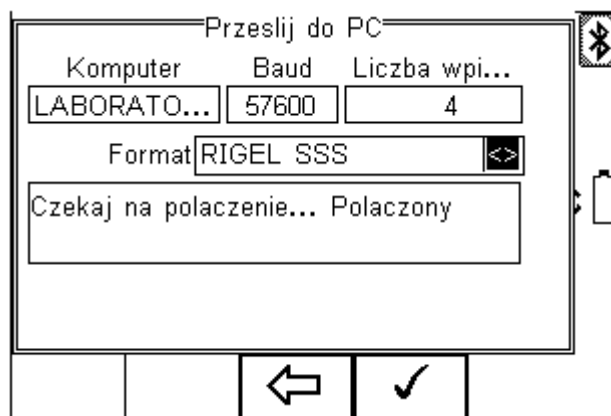 Przeslij do PC
Komputer Baud Liczba wpi...
LABORATO... 57600 4
Format RIGEL SSS <>
Czekaj na polaczenie... Polaczony